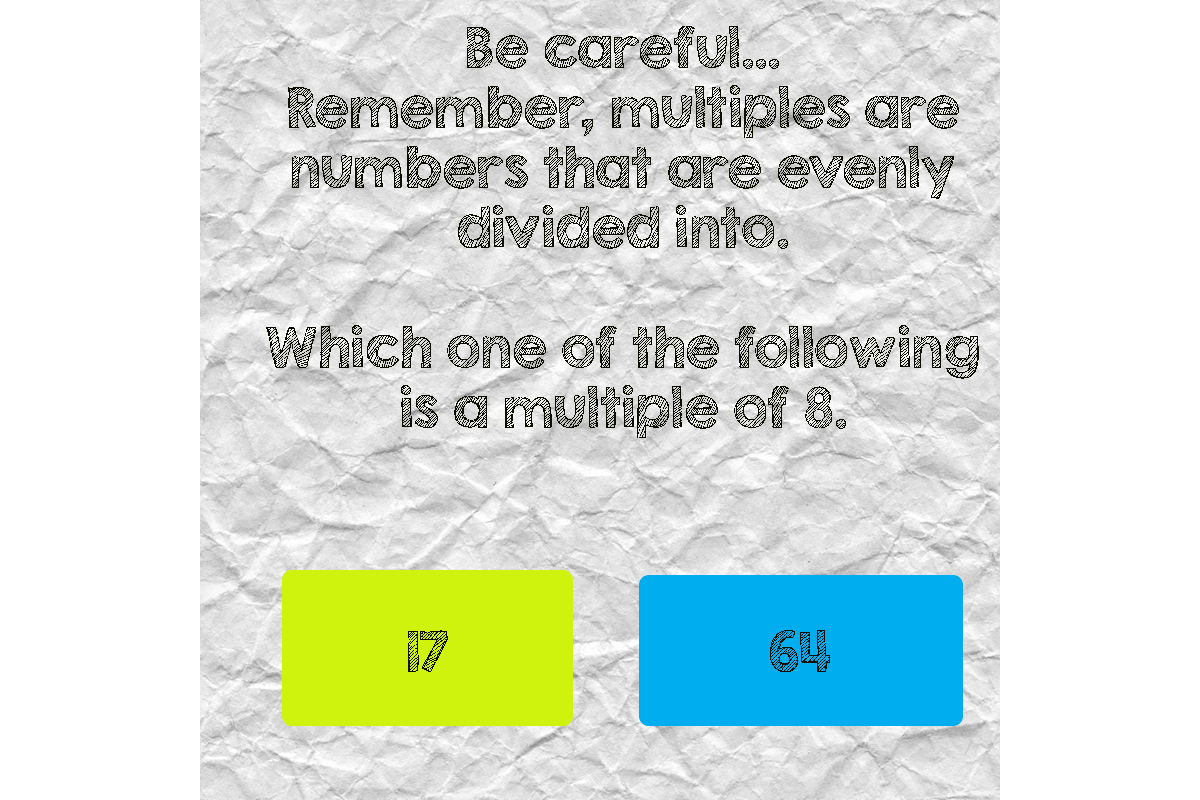 Be careful...
Remember, multiples are
numbers that are evenly
divided into.
Which one of the following
is a multiple of 8.
17
64